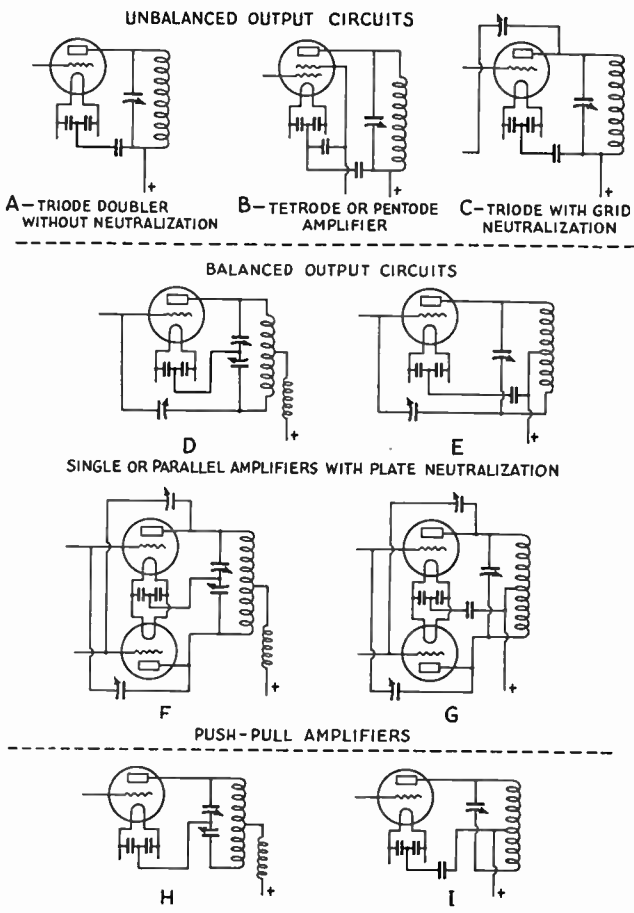 UNBALANCED OUTPUT CIRCUITS
+
+
+
A-TRIODE DOUBLER
WITHOUT NEUTRALIZATION
B-TETRODE OR PENTODE
AMPLIFIER
C-TRIODE WITH GRID
NEUTRALIZATION
BALANCED OUTPUT CIRCUITS
+
+
D
E
SINGLE OR PARALLEL AMPLIFIERS WITH PLATE NEUTRALIZATION
+
+
F
G
PUSH-PULL AMPLIFIERS
+
+
H
I